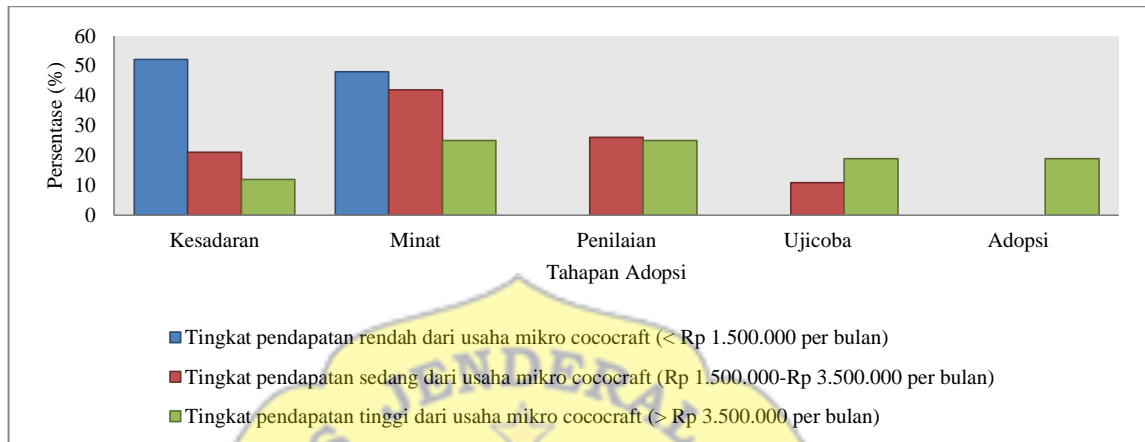 Persentase (%)
60
50
40
30
20
10
0
Kesadaran Minat Penilaian Ujicoba Adopsi
Tahapan Adopsi
Tingkat pendapatan rendah dari usaha mikro cococraft (< Rp 1.500.000 per bulan)
Tingkat pendapatan sedang dari usaha mikro cococraft (Rp 1.500.000-Rp 3.500.000 per bulan)
Tingkat pendapatan tinggi dari usaha mikro cococraft (> Rp 3.500.000 per bulan)
S JENDERAL